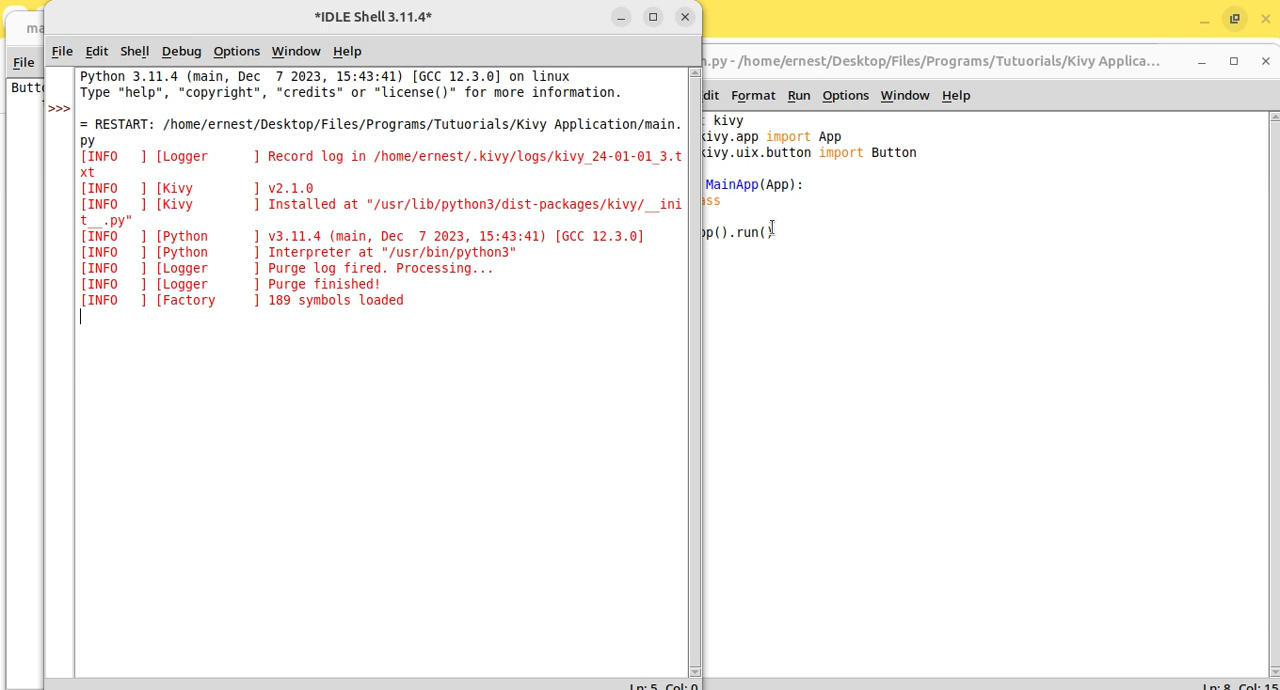 *IDLE Shell 3.11.4*
File Edit Shell Debug Options Window Help
Python 3.11.4 (main, Dec  7 2023, 15:43:41) [GCC 12.3.0] on linux
Type "help", "copyright", "credits" or "license()" for more information.
>>>
= RESTART: /home/ernest/Desktop/Files/Programs/Tutuorials/Kivy Application/main.
py
[INFO   ] [Logger      ] Record log in /home/ernest/.kivy/logs/kivy_24-01-01_3.t
xt
[INFO   ] [Kivy        ] v2.1.0
[INFO   ] [Kivy        ] Installed at "/usr/lib/python3/dist-packages/kivy/__ini
t__.py"
[INFO   ] [Python      ] v3.11.4 (main, Dec  7 2023, 15:43:41) [GCC 12.3.0]
[INFO   ] [Python      ] Interpreter at "/usr/bin/python3"
[INFO   ] [Logger      ] Purge log fired. Processing...
[INFO   ] [Logger      ] Purge finished!
[INFO   ] [Factory     ] 189 symbols loaded
Ln: 5 Col: 0
ma
File
Butto
n.py - /home/ernest/Desktop/Files/Programs/Tutuorials/Kivy Applica...
dit Format Run Options Window Help
t kivy
kivy.app import App
kivy.uix.button import Button
MainApp(App):
ass
pp().run()
Ln: 8 Col: 15